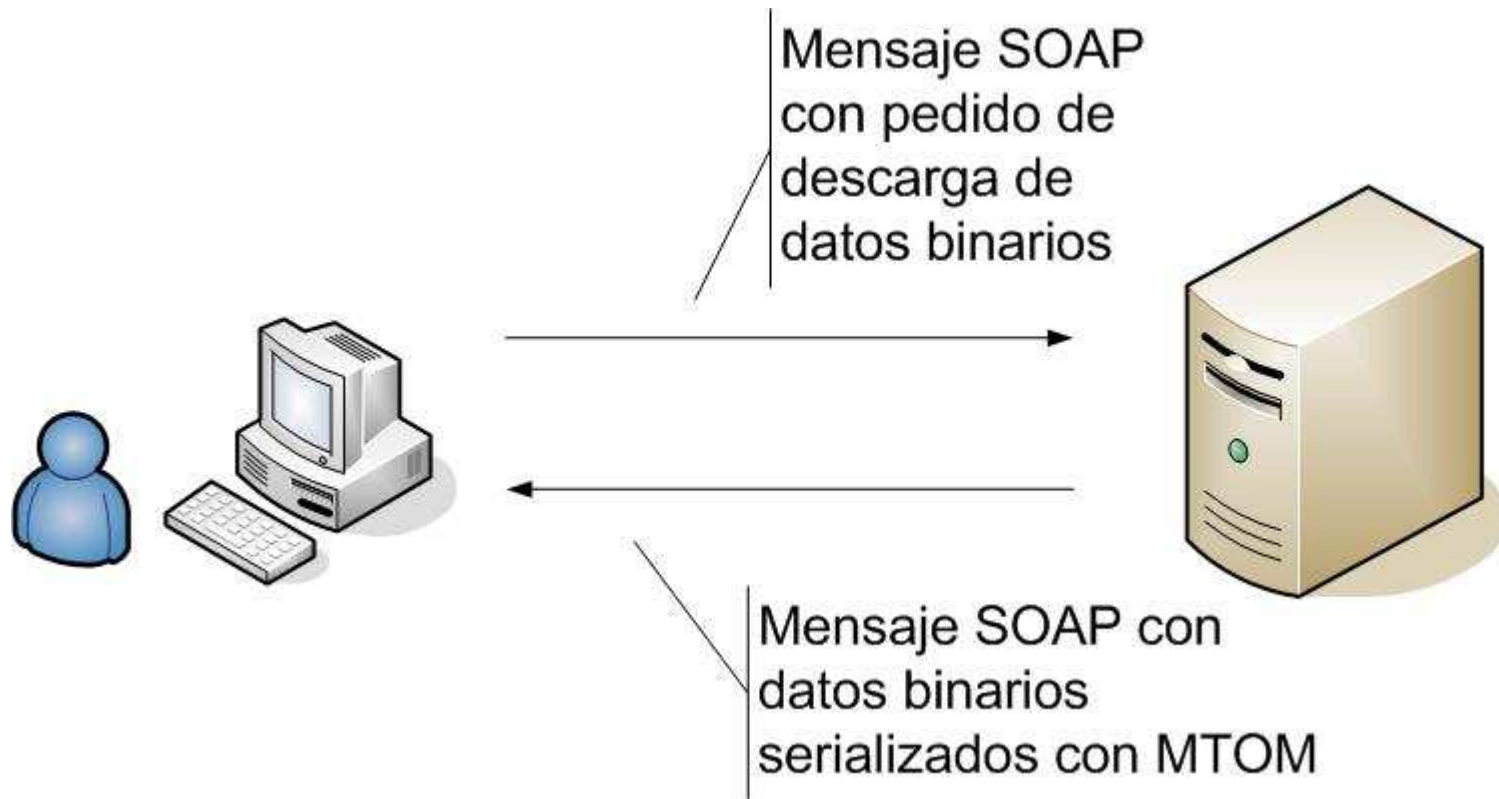 Mensaje SOAP
con pedido de
descarga de
datos binarios
Mensaje SOAP con
datos binarios
serializados con MTOM